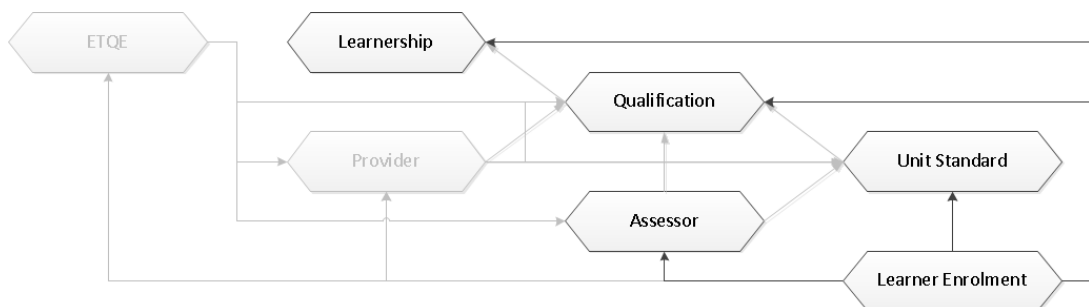 ETQE
Learnership
Qualification
Provider
Unit Standard
Assessor
Learner Enrolment